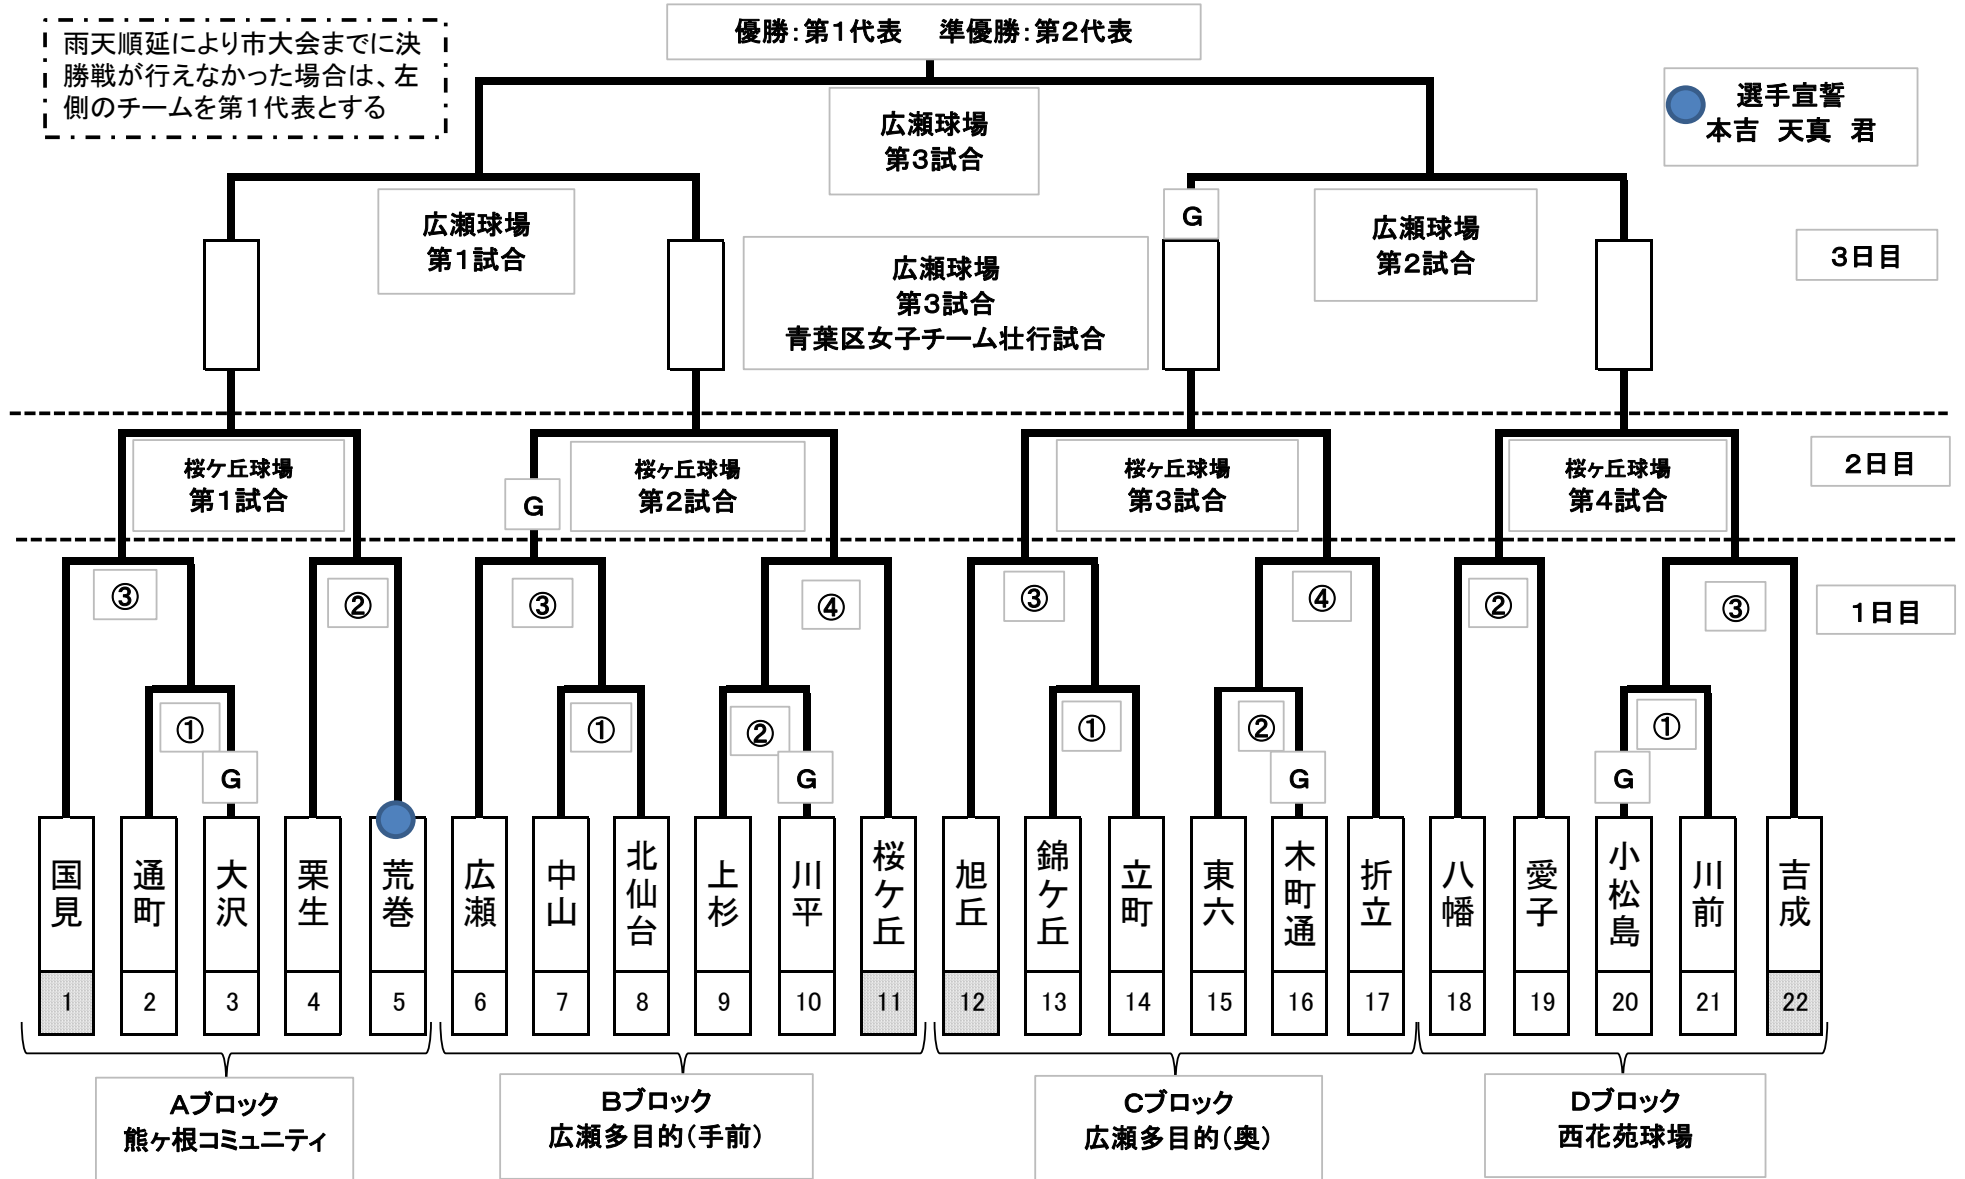 雨天順延により市大会までに決
勝戦が行えなかった場合は、左
側のチームを第1代表とする
優勝：第1代表　準優勝：第2代表
選手宣誓
本吉　天真　君
広瀬球場
第3試合
広瀬球場
第1試合
G
広瀬球場
第2試合
広瀬球場
第3試合
青葉区女子チーム壮行試合
3日目
桜ケ丘球場
第1試合
G
桜ヶ丘球場
第2試合
桜ヶ丘球場
第3試合
桜ヶ丘球場
第4試合
2日目
③
②
③
④
③
④
②
③
1日目
①
①
②
①
②
①
G
G
G
G
国見
通町
大沢
栗生
荒巻
広瀬
中山
北仙台
上杉
川平
桜ケ丘
旭丘
錦ケ丘
立町
東六
木町通
折立
八幡
愛子
小松島
川前
吉成
1 2 3 4 5 6 7 8 9 10 11 12 13 14 15 16 17 18 19 20 21 22
Aブロック
熊ヶ根コミュニティ
Bブロック
広瀬多目的（手前）
Cブロック
広瀬多目的（奥）
Dブロック
西花苑球場